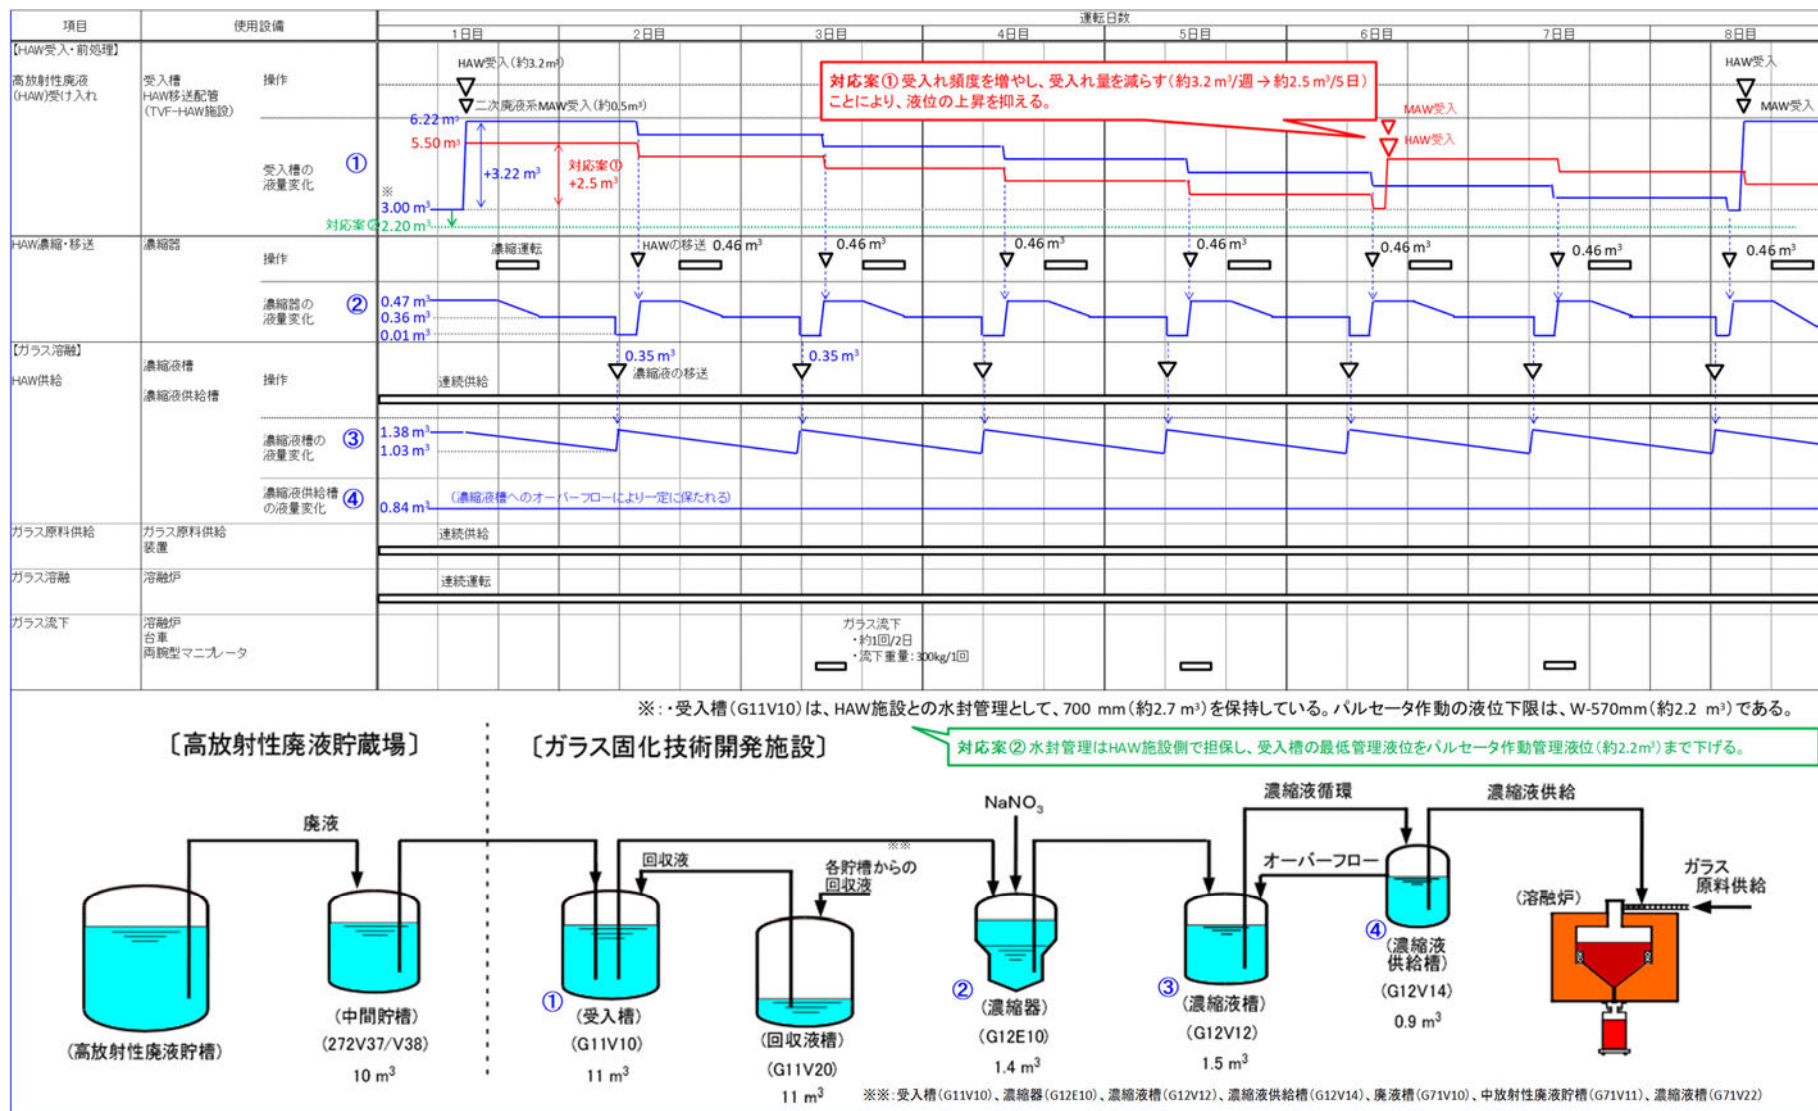 項目
使用設備
運転日数
1日目
2日目
3日目
4日目
5日目
6日目
7日目
8日目
【HAW受入・前処理】
高放射性廃液
(HAW)受け入れ
受入槽
HAW移送配管
(TVF-HAW施設)
操作
HAW受入(約3.2m³)
二次廃液系MAW受入(約0.5m³)
対応案① 受入れ頻度を増やし、受入れ量を減らす(約3.2 m³/週 → 約2.5 m³/5日)
ことにより、液位の上昇を抑える。
MAW受入
HAW受入
HAW受入
MAW受入
受入槽の
液量変化
①
6.22 m³
5.50 m³
※
3.00 m³
対応案②2.20 m³
+3.22 m³
対応案①
+2.5 m³
HAW濃縮・移送
濃縮器
操作
濃縮運転
HAWの移送
0.46 m³
0.46 m³
0.46 m³
0.46 m³
0.46 m³
0.46 m³
0.46 m³
濃縮器の
液量変化
②
0.47 m³
0.36 m³
0.01 m³
【ガラス溶融】
HAW供給
濃縮液槽
濃縮液供給槽
操作
連続供給
0.35 m³
濃縮液の移送
0.35 m³
濃縮液槽の
液量変化
③
1.38 m³
1.03 m³
濃縮液供給槽
の液量変化
④
0.84 m³
(濃縮液槽へのオーバーフローにより一定に保たれる)
ガラス原料供給
ガラス原料供給
装置
連続供給
ガラス溶融
溶融炉
連続運転
ガラス流下
溶融炉
台車
両腕型マニプレータ
ガラス流下
・約1回/2日
・流下重量:300kg/1回
※:・受入槽(G11V10)は、HAW施設との水封管理として、700 mm(約2.7 m³)を保持している。パルセータ作動の液位下限は、W-570mm(約2.2 m³)である。
対応案② 水封管理はHAW施設側で担保し、受入槽の最低管理液位をパルセータ作動管理液位(約2.2m³)まで下げる。
〔高放射性廃液貯蔵場〕
〔ガラス固化技術開発施設〕
廃液
回収液
※※
各貯槽からの
回収液
NaNO₃
濃縮液循環
オーバーフロー
濃縮液供給
ガラス
原料供給
(溶融炉)
(高放射性廃液貯槽)
(中間貯槽)
(272V37/V38)
10 m³
①
(受入槽)
(G11V10)
11 m³
(回収液槽)
(G11V20)
11 m³
②
(濃縮器)
(G12E10)
1.4 m³
③
(濃縮液槽)
(G12V12)
1.5 m³
④
(濃縮液
供給槽)
(G12V14)
0.9 m³
※※:受入槽(G11V10)、濃縮器(G12E10)、濃縮液槽(G12V12)、濃縮液供給槽(G12V14)、廃液槽(G71V10)、中放射性廃液貯槽(G71V11)、濃縮液槽(G71V22)